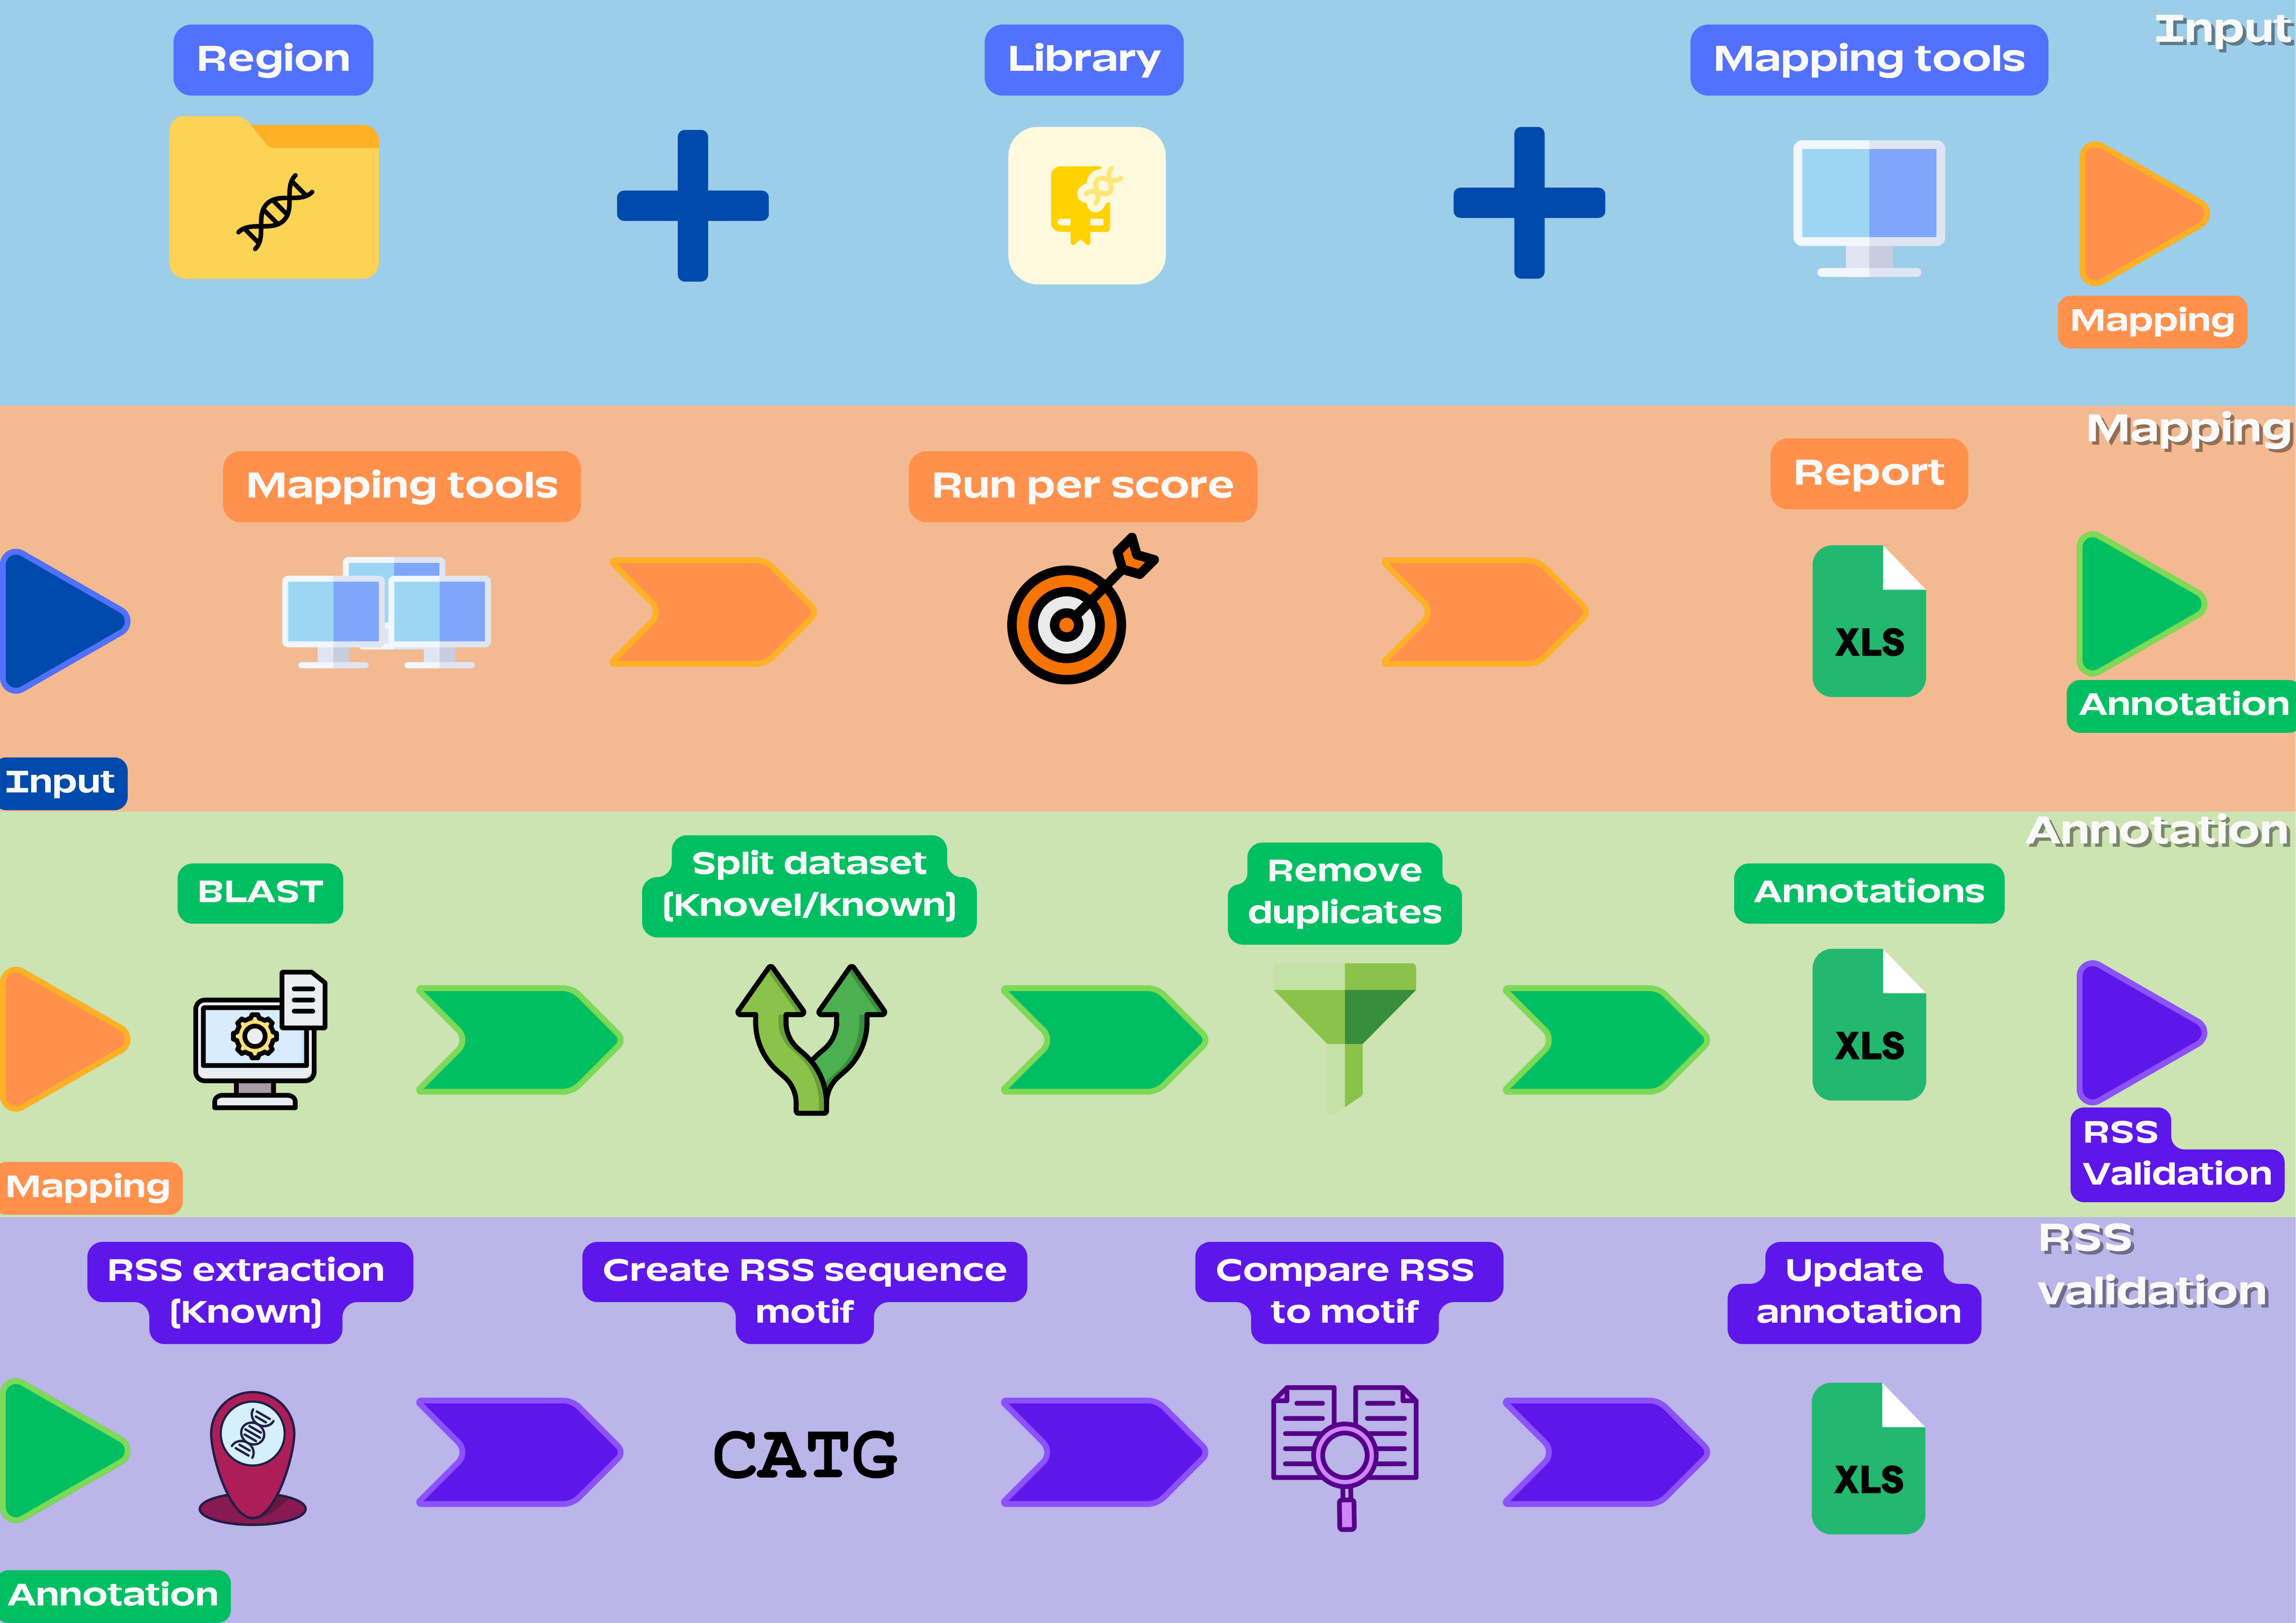 Input
Region
Library
Mapping tools
Mapping
Mapping
Mapping tools
Run per score
Report
XLS
Annotation
Input
Annotation
BLAST
Split dataset
(Knovel/known)
Remove
duplicates
Annotations
XLS
RSS
Validation
Mapping
RSS
validation
RSS extraction
(Known)
Create RSS sequence
motif
Compare RSS
to motif
Update
annotation
CATG
XLS
Annotation